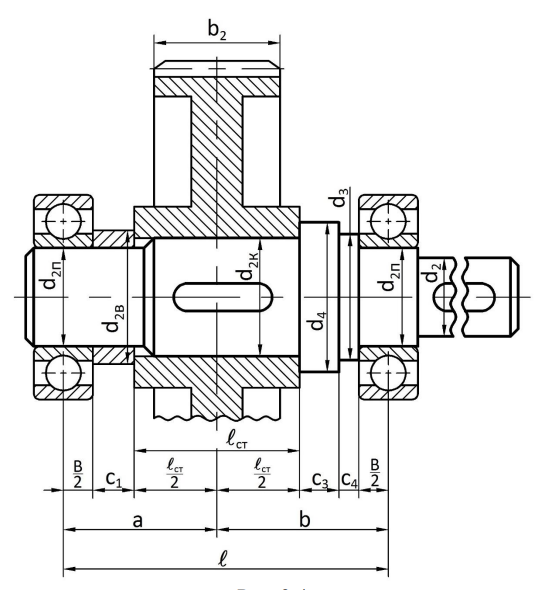 b₂
d₃
d₂п
d₂в
d₂к
d₄
d₂п
d₂
ℓст
B/2
c₁
ℓст/2
ℓст/2
c₃
c₄
B/2
a
b
ℓ